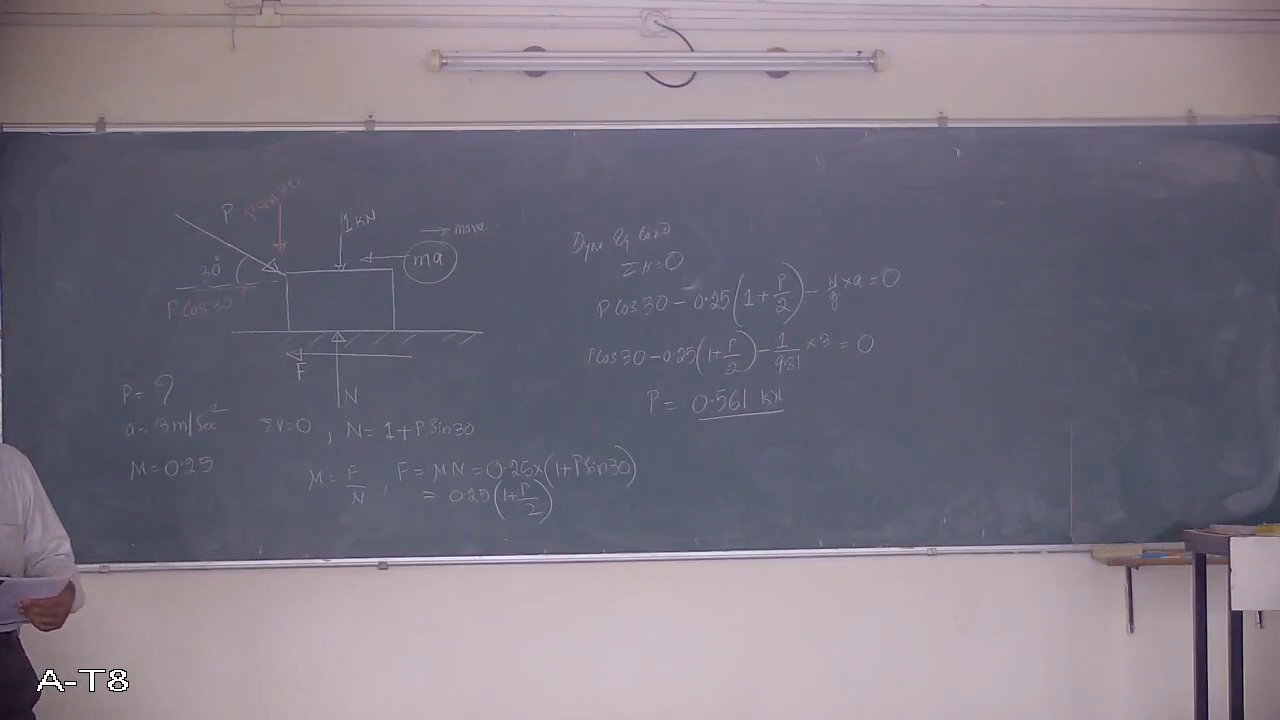 P
Psin30
1 KN
→ move
ma
30°
P Cos 30
F
N
P = ?
a = 3m/sec²
M = 0.25
ΣV=0 , N = 1 + P Sin 30
M = F/N , F = MN = 0.25 x (1+P Sin 30)
= 0.25 (1 + P/2)
Dyn Eq Cond
ΣH=0
P Cos 30 − 0.25 (1 + P/2) − W/g x a = 0
P Cos 30 − 0.25 (1 + P/2) − 1/9.81 x 3 = 0
P = 0.561 KN
A-T8